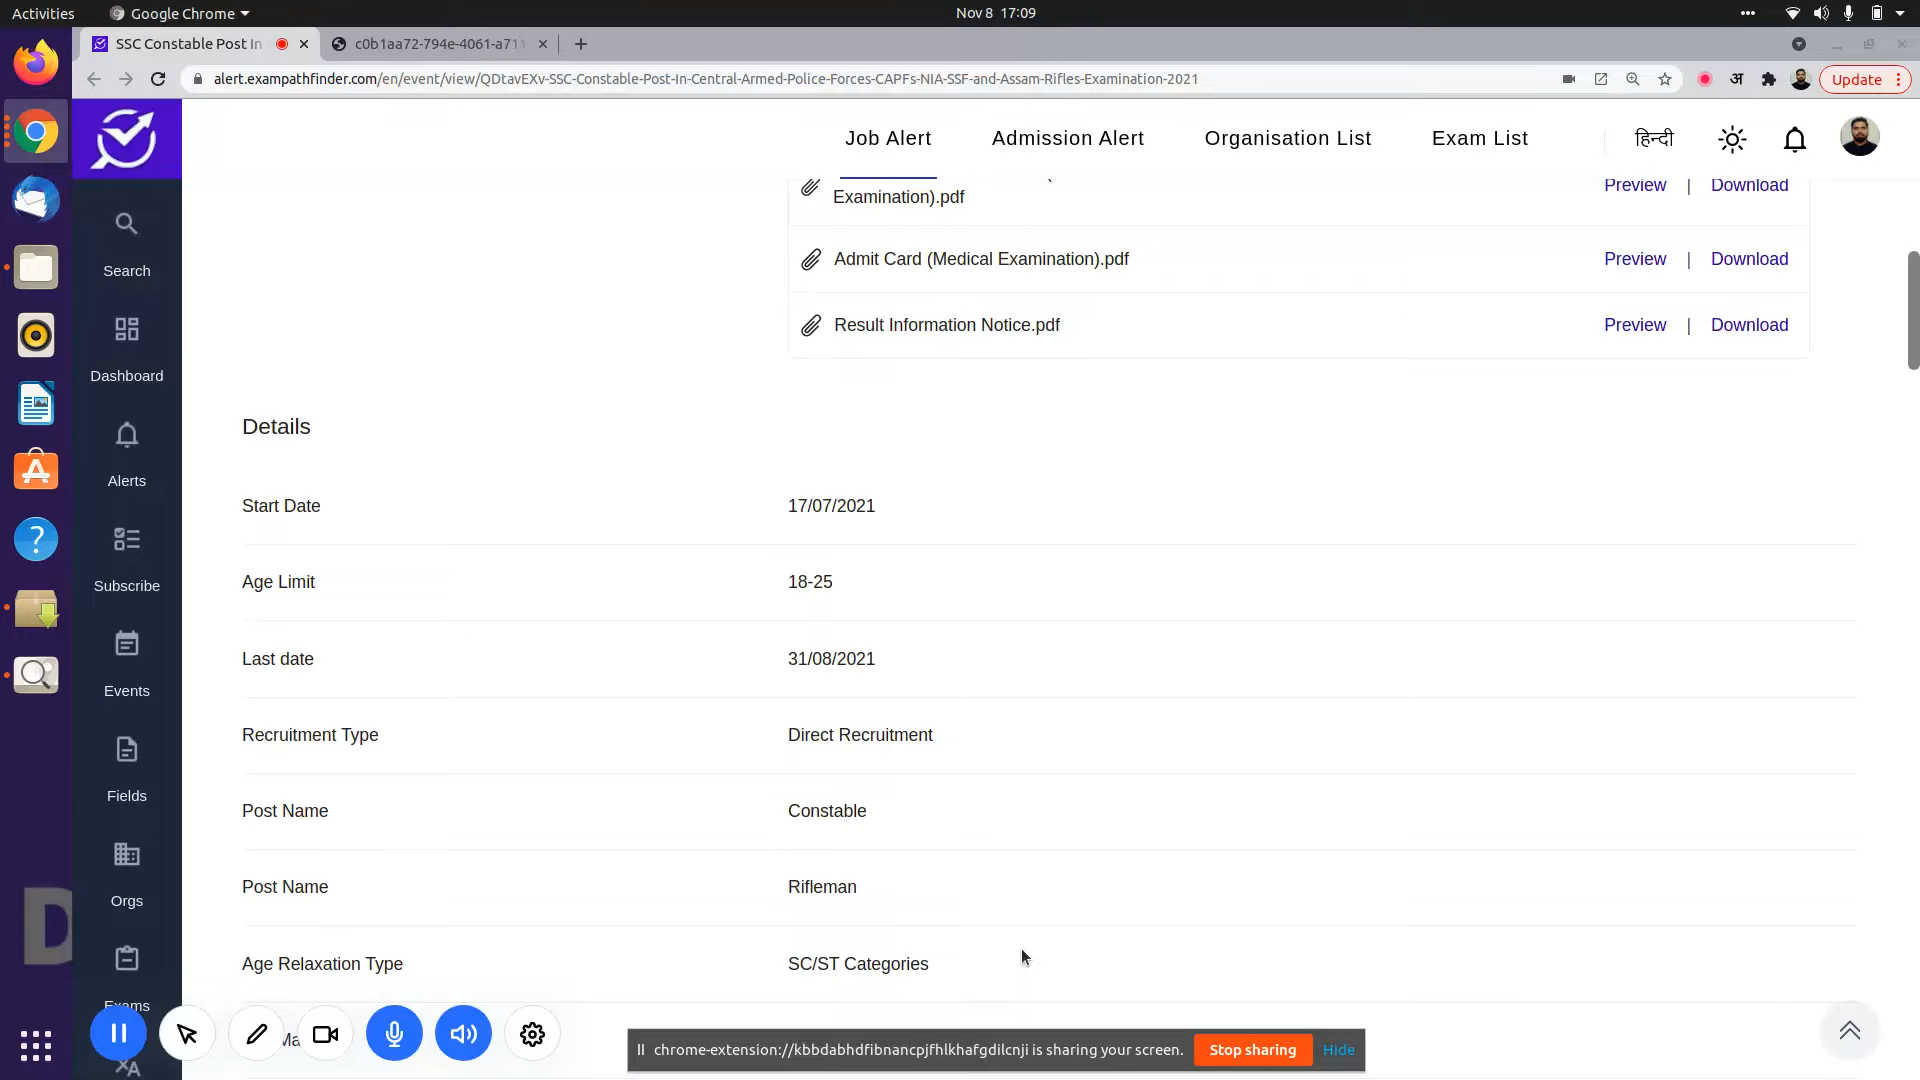 Activities
Google Chrome
Nov 8 17:09
SSC Constable Post In
c0b1aa72-794e-4061-a711
alert.exampathfinder.com/en/event/view/QDtavEXv-SSC-Constable-Post-In-Central-Armed-Police-Forces-CAPFs-NIA-SSF-and-Assam-Rifles-Examination-2021
अ
Update
Job Alert
Admission Alert
Organisation List
Exam List
हिन्दी
Search
Dashboard
Alerts
Subscribe
Events
Fields
Orgs
Exams
Examination).pdf
Preview | Download
Admit Card (Medical Examination).pdf
Preview | Download
Result Information Notice.pdf
Preview | Download
Details
Start Date
17/07/2021
Age Limit
18-25
Last date
31/08/2021
Recruitment Type
Direct Recruitment
Post Name
Constable
Post Name
Rifleman
Age Relaxation Type
SC/ST Categories
chrome-extension://kbbdabhdfibnancpjfhlkhafgdilcnji is sharing your screen.
Stop sharing
Hide